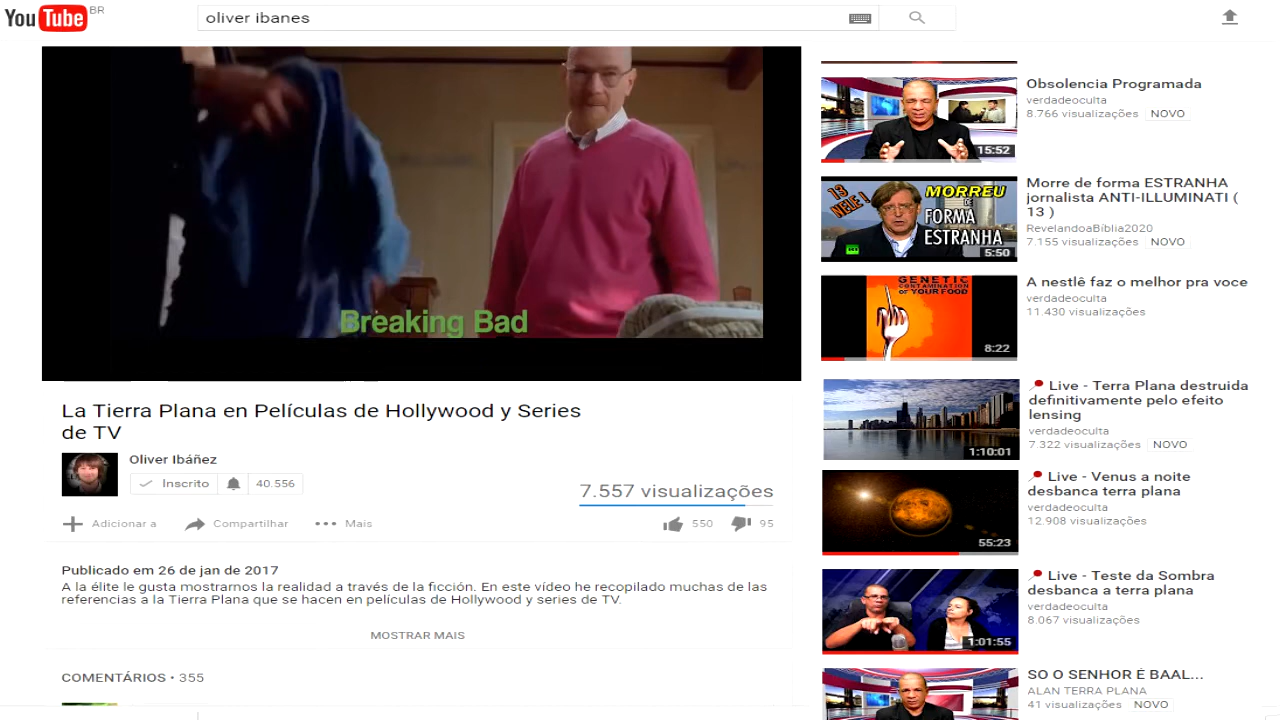 YouTube BR
oliver ibanes
Breaking Bad
La Tierra Plana en Películas de Hollywood y Series
de TV
Oliver Ibáñez
Inscrito 40.556
7.557 visualizações
Adicionar a Compartilhar Mais 550 95
Publicado em 26 de jan de 2017
A la élite le gusta mostrarnos la realidad a través de la ficción. En este vídeo he recopilado muchas de las
referencias a la Tierra Plana que se hacen en películas de Hollywood y series de TV.
MOSTRAR MAIS
COMENTÁRIOS • 355
15:52
Obsolencia Programada
verdadeoculta
8.766 visualizações NOVO
13
NELE !
MORREU
DE
FORMA
ESTRANHA
5:50
Morre de forma ESTRANHA
jornalista ANTI-ILLUMINATI (
13 )
RevelandoaBíblia2020
7.155 visualizações NOVO
GENETIC
CONTAMINATION
OF YOUR FOOD
8:22
A nestlê faz o melhor pra voce
verdadeoculta
11.430 visualizações
1:10:01
Live - Terra Plana destruida
definitivamente pelo efeito
lensing
verdadeoculta
7.322 visualizações NOVO
55:23
Live - Venus a noite
desbanca terra plana
verdadeoculta
12.908 visualizações
1:01:55
Live - Teste da Sombra
desbanca a terra plana
verdadeoculta
8.067 visualizações
SO O SENHOR É BAAL...
ALAN TERRA PLANA
41 visualizações NOVO